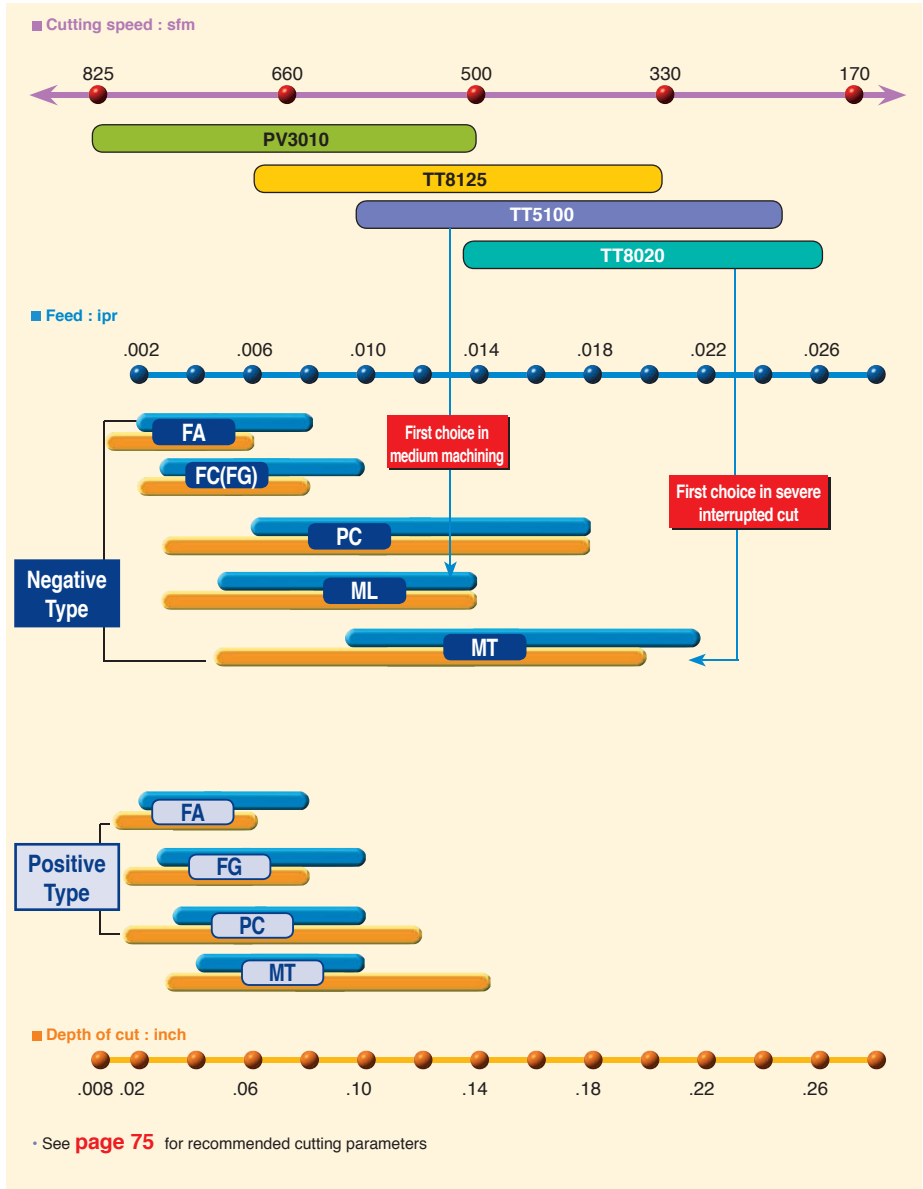 Cutting speed : sfm
825 660 500 330 170
PV3010
TT8125
TT5100
TT8020
Feed : ipr
.002 .006 .010 .014 .018 .022 .026
FA
First choice in
medium machining
FC(FG)
First choice in severe
interrupted cut
PC
Negative
Type
ML
MT
FA
Positive
Type
FG
PC
MT
Depth of cut : inch
.008 .02 .06 .10 .14 .18 .22 .26
• See page 75 for recommended cutting parameters